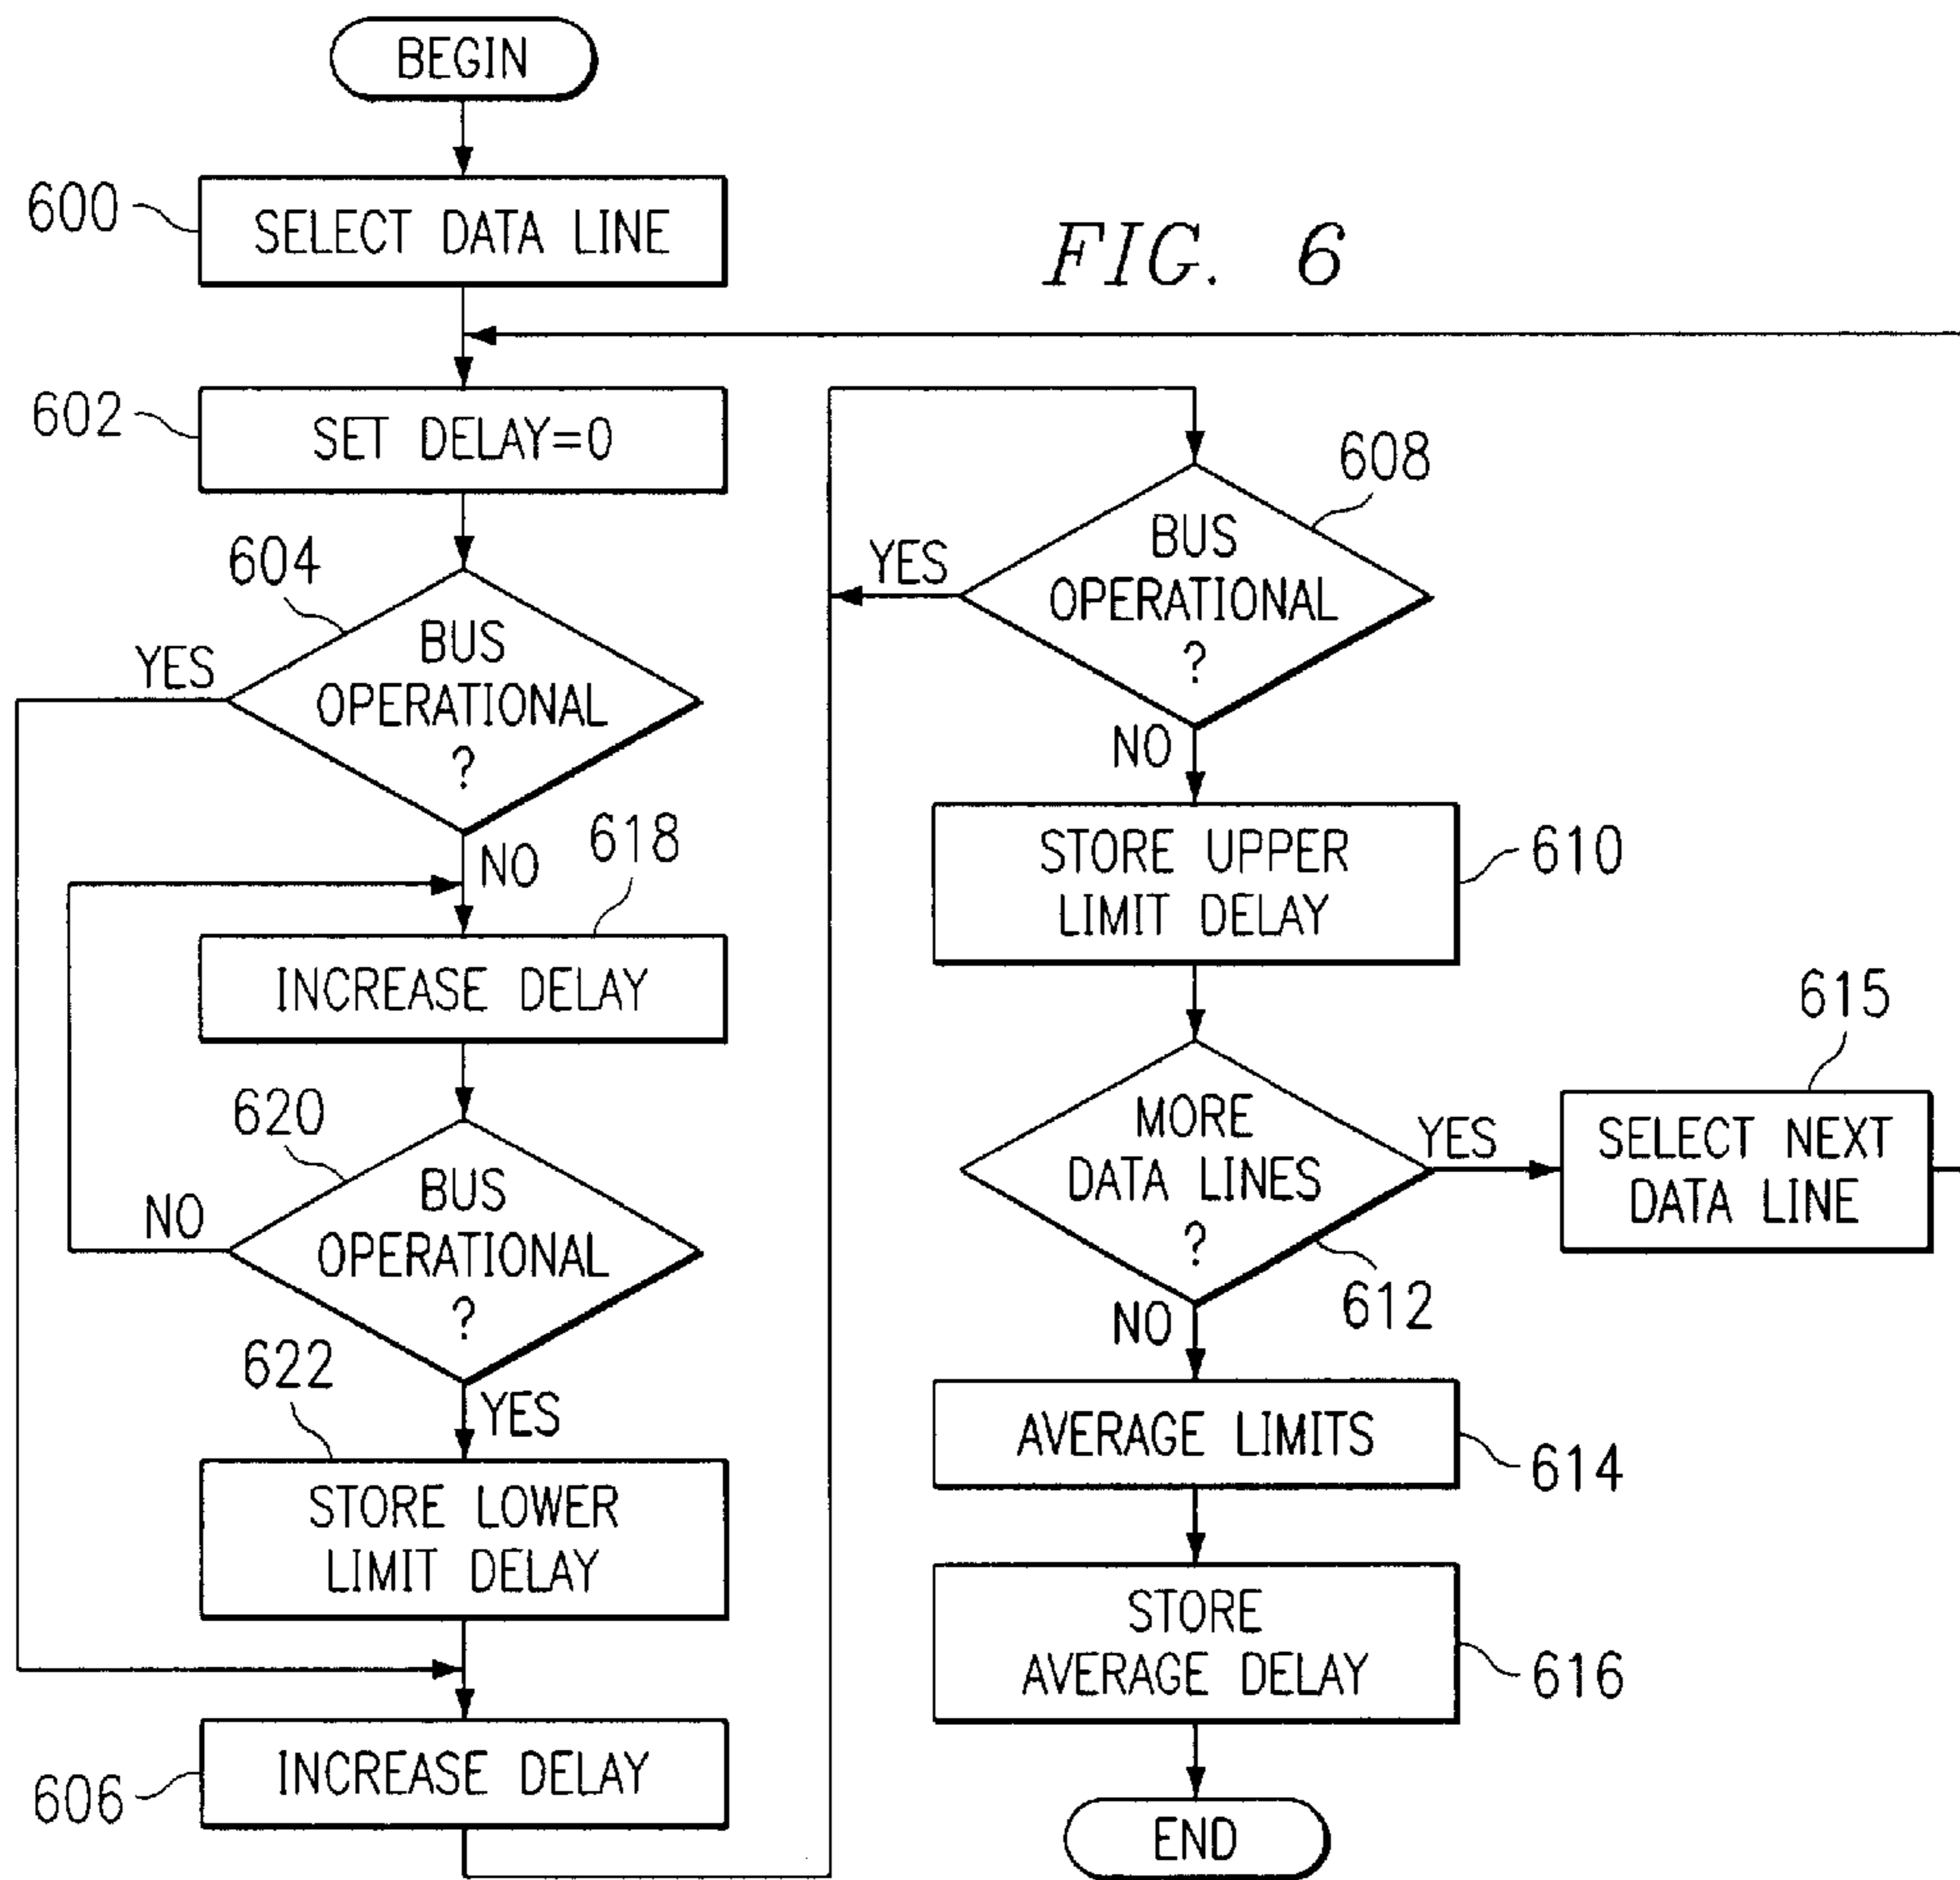 BEGIN
600
SELECT DATA LINE
FIG. 6
602
SET DELAY=0
604
YES
BUS
OPERATIONAL
?
NO
618
INCREASE DELAY
620
NO
BUS
OPERATIONAL
?
622
YES
STORE LOWER
LIMIT DELAY
606
INCREASE DELAY
608
YES
BUS
OPERATIONAL
?
NO
STORE UPPER
LIMIT DELAY
610
615
MORE
DATA LINES
?
YES
SELECT NEXT
DATA LINE
612
NO
AVERAGE LIMITS
614
STORE
AVERAGE DELAY
616
END